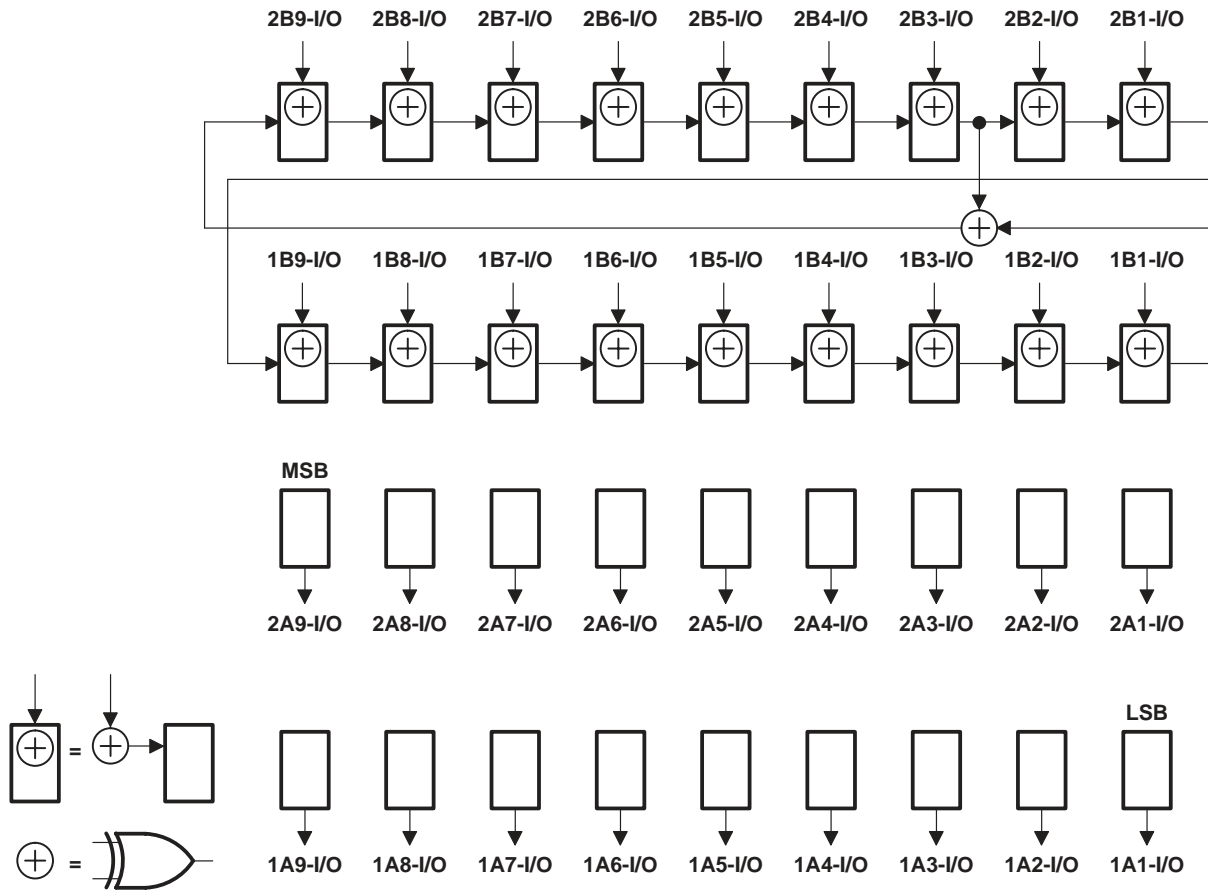 2B9-I/O 2B8-I/O 2B7-I/O 2B6-I/O 2B5-I/O 2B4-I/O 2B3-I/O 2B2-I/O 2B1-I/O
1B9-I/O 1B8-I/O 1B7-I/O 1B6-I/O 1B5-I/O 1B4-I/O 1B3-I/O 1B2-I/O 1B1-I/O
MSB
2A9-I/O 2A8-I/O 2A7-I/O 2A6-I/O 2A5-I/O 2A4-I/O 2A3-I/O 2A2-I/O 2A1-I/O
LSB
=
=
1A9-I/O 1A8-I/O 1A7-I/O 1A6-I/O 1A5-I/O 1A4-I/O 1A3-I/O 1A2-I/O 1A1-I/O